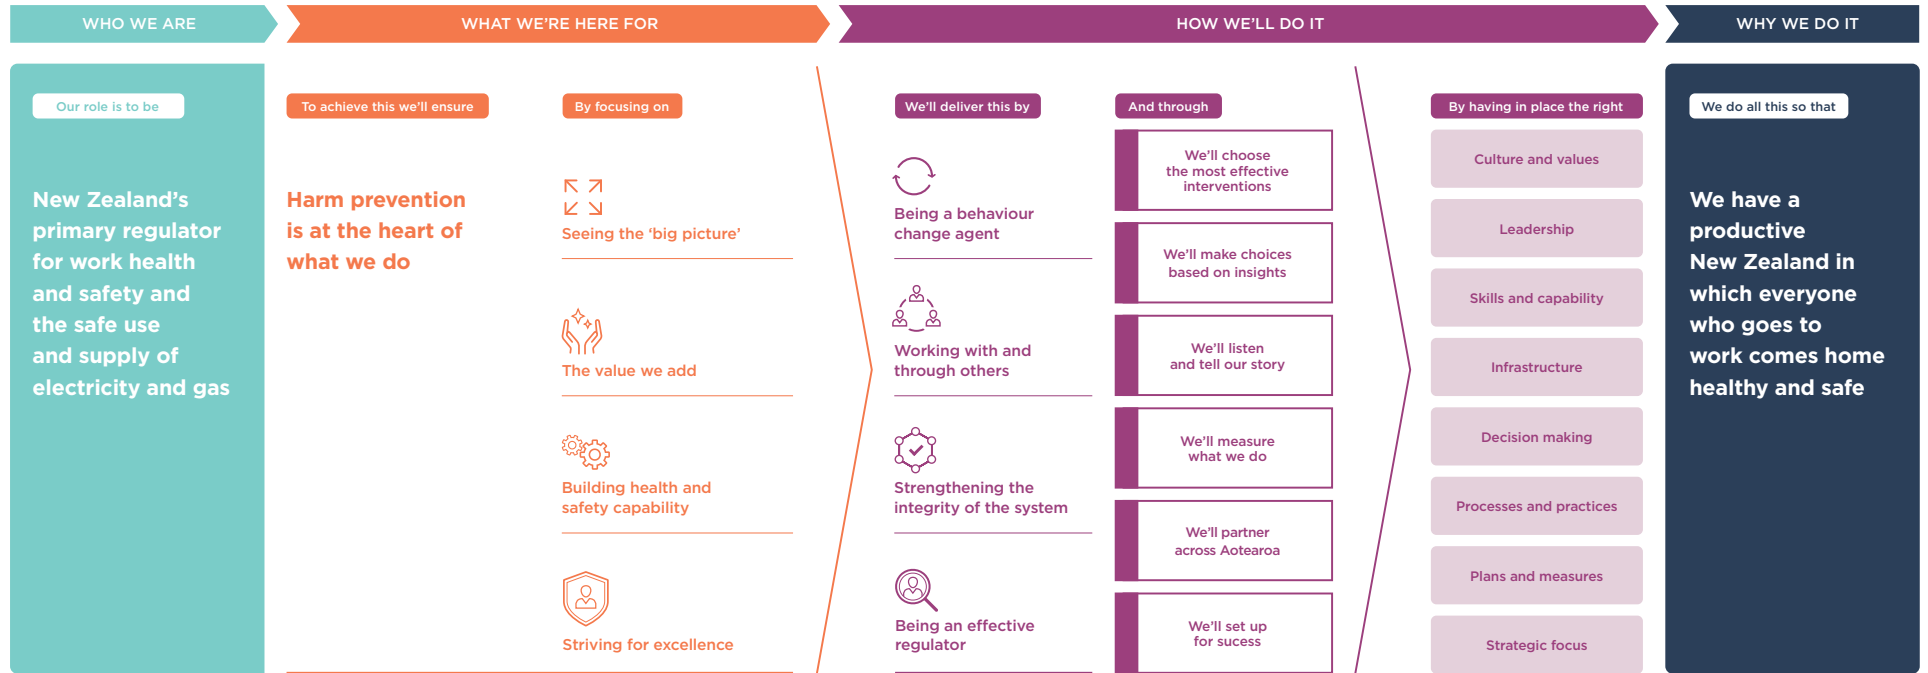 WHO WE ARE
WHAT WE'RE HERE FOR
HOW WE'LL DO IT
WHY WE DO IT
Our role is to be
New Zealand's
primary regulator
for work health
and safety and
the safe use
and supply of
electricity and gas
To achieve this we'll ensure
Harm prevention
is at the heart of
what we do
By focusing on
Seeing the ‘big picture’
The value we add
Building health and
safety capability
Striving for excellence
We'll deliver this by
Being a behaviour
change agent
Working with and
through others
Strengthening the
integrity of the system
Being an effective
regulator
And through
We'll choose
the most effective
interventions
We'll make choices
based on insights
We'll listen
and tell our story
We'll measure
what we do
We'll partner
across Aotearoa
We'll set up
for sucess
By having in place the right
Culture and values
Leadership
Skills and capability
Infrastructure
Decision making
Processes and practices
Plans and measures
Strategic focus
We do all this so that
We have a
productive
New Zealand in
which everyone
who goes to
work comes home
healthy and safe